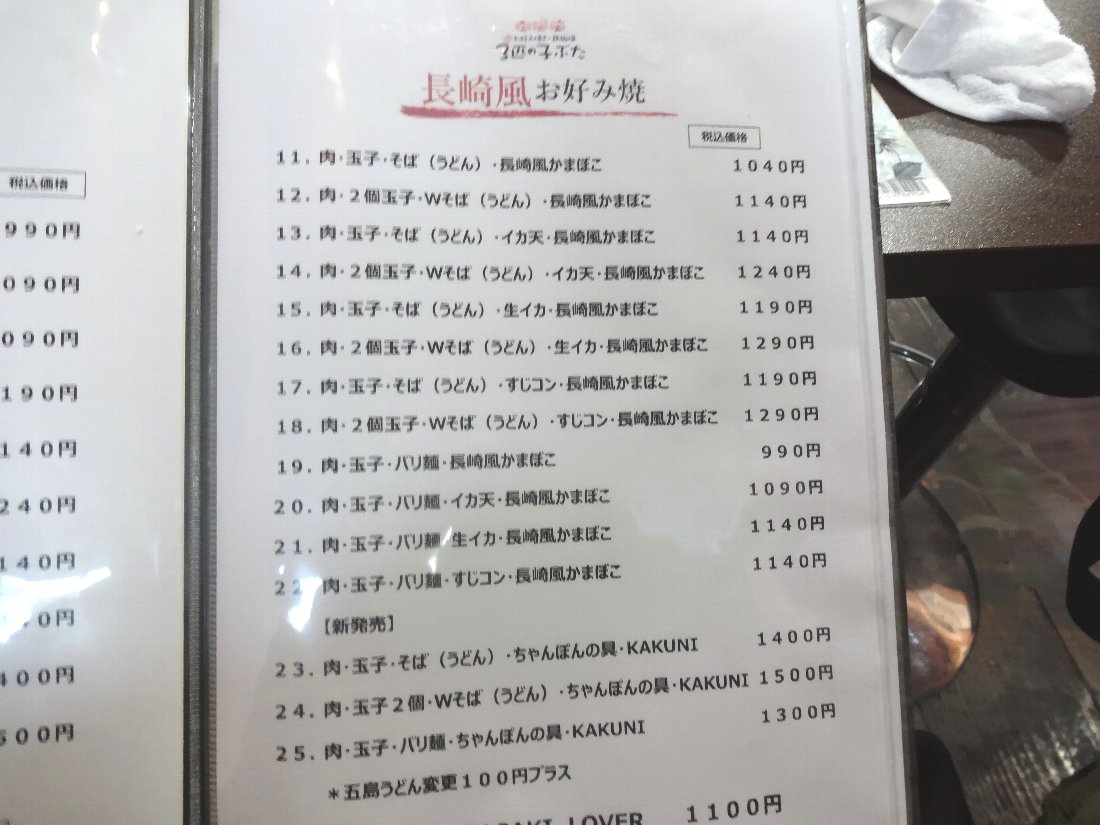 税込価格
990円
090円
090円
190円
140円
240円
140円
40円
400円
500円
長崎風お好み焼
税込価格
11. 肉・玉子・そば（うどん）・長崎風かまぼこ 1040円
12. 肉・2個玉子・Wそば（うどん）・長崎風かまぼこ 1140円
13. 肉・玉子・そば（うどん）・イカ天・長崎風かまぼこ 1140円
14. 肉・2個玉子・Wそば（うどん）・イカ天・長崎風かまぼこ 1240円
15. 肉・玉子・そば（うどん）・生イカ・長崎風かまぼこ 1190円
16. 肉・2個玉子・Wそば（うどん）・生イカ・長崎風かまぼこ 1290円
17. 肉・玉子・そば（うどん）・すじコン・長崎風かまぼこ 1190円
18. 肉・2個玉子・Wそば（うどん）・すじコン・長崎風かまぼこ 1290円
19. 肉・玉子・バリ麺・長崎風かまぼこ 990円
20. 肉・玉子・バリ麺・イカ天・長崎風かまぼこ 1090円
21. 肉・玉子・バリ麺・生イカ・長崎風かまぼこ 1140円
22. 肉・玉子・バリ麺・すじコン・長崎風かまぼこ 1140円
【新発売】
23. 肉・玉子・そば（うどん）・ちゃんぽんの具・KAKUNI 1400円
24. 肉・玉子2個・Wそば（うどん）・ちゃんぽんの具・KAKUNI 1500円
25. 肉・玉子・バリ麺・ちゃんぽんの具・KAKUNI 1300円
＊五島うどん変更100円プラス
LOVER 1100円